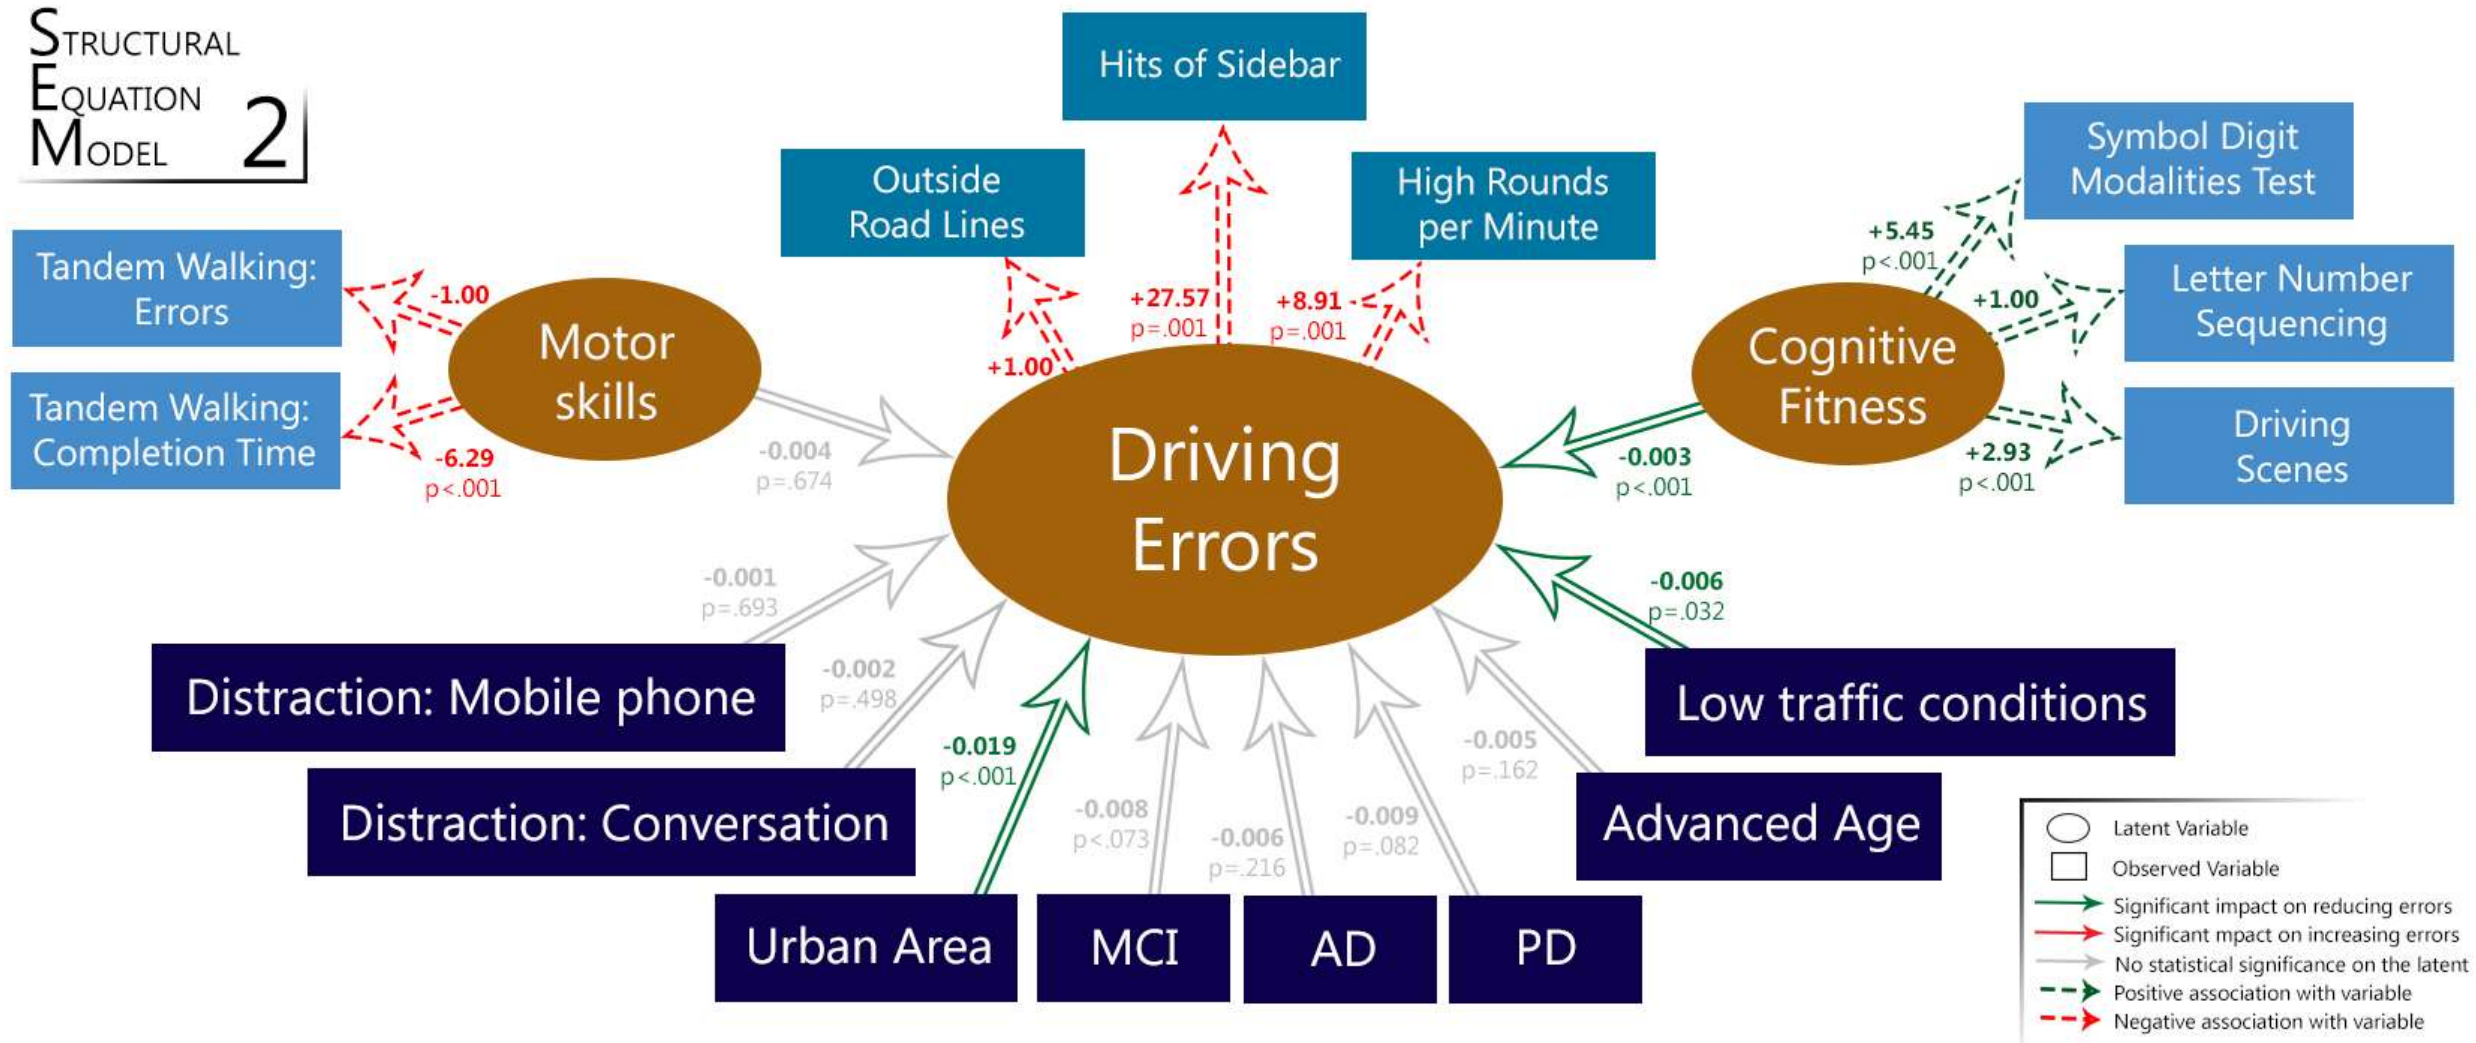 STRUCTURAL
EQUATION
MODEL 2
Hits of Sidebar
Outside
Road Lines
High Rounds
per Minute
Symbol Digit
Modalities Test
Letter Number
Sequencing
Driving
Scenes
Tandem Walking:
Errors
Tandem Walking:
Completion Time
Motor
skills
Driving
Errors
Cognitive
Fitness
-1.00
-6.29
p<.001
+1.00
+27.57
p=.001
+8.91
p=.001
+5.45
p<.001
+1.00
+2.93
p<.001
-0.004
p=.674
-0.003
p<.001
-0.001
p=.693
-0.006
p=.032
-0.002
p=.498
-0.019
p<.001
-0.008
p<.073
-0.006
p=.216
-0.009
p=.082
-0.005
p=.162
Distraction: Mobile phone
Low traffic conditions
Distraction: Conversation
Advanced Age
Urban Area
MCI
AD
PD
Latent Variable
Observed Variable
Significant impact on reducing errors
Significant mpact on increasing errors
No statistical significance on the latent
Positive association with variable
Negative association with variable